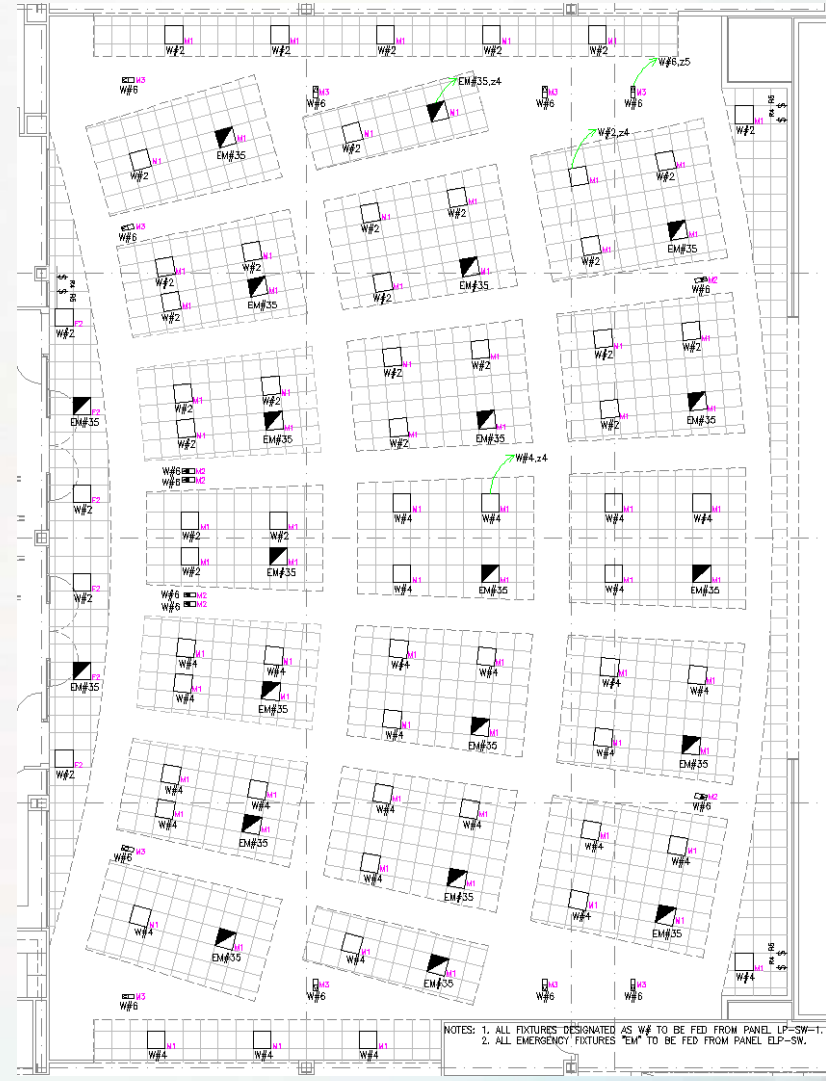 M1 M1 M1 M1 M1
W#2 W#2 W#2 W#2 W#2
W#6,z5
M3 M3 M3 M3
W#6 W#6 W#6 W#6
EM#35,z4
M1
W#2
M1 M1 M1 M1
W#2 EM#35 W#2
W#2,z4
M1 M1
W#2
M1 M1
W#2 W#2
M3
W#6
M1 M1
W#2 EM#35
M1 M1 M1 M1
W#2 W#2 W#2 EM#35
M1 M1
W#2 EM#35
M2
W#6
F2
W#2
M1 M1 M1 M1
W#2 W#2 W#2 W#2
M1 M1
W#2 W#2
F2
EM#35
M1 M1 M1 M1 M1 M1
W#2 EM#35 W#2 EM#35 W#2 EM#35
W#4,z4
W#6 M2
W#6 M2
F2
W#2
M1 M1 M1 M1 M1 M1
W#2 W#2 W#4 W#4 W#4 W#4
M1 M1 M1 M1 M1 M1
W#2 EM#35 W#4 EM#35 W#4 EM#35
F2
W#2
W#6 M2
W#6 M2
M1 M1 M1 M1 M1 M1
W#4 W#4 W#4 W#4 W#4 W#4
F2
EM#35
M1 M1
W#4 EM#35
M1 M1 M1 M1
W#4 EM#35 W#4 EM#35
W#2
M1 M1 M1 M1
W#4 W#4 W#4 W#4
M2
W#6
M1 M1
W#4 EM#35
M1 M1
W#4 W#4
M3
W#6
M1 M1
W#4 EM#35
M1 M1
W#4 EM#35
M1 M1 M1 M1
W#4 EM#35 W#4 EM#35
M1
W#2
M3 M3 M3 M3
W#6 W#6 W#6 W#6
M1 M1 M1
W#4 W#4 W#4
NOTES: 1. ALL FIXTURES DESIGNATED AS W# TO BE FED FROM PANEL LP-SW-1.
2. ALL EMERGENCY FIXTURES "EM" TO BE FED FROM PANEL ELP-SW.